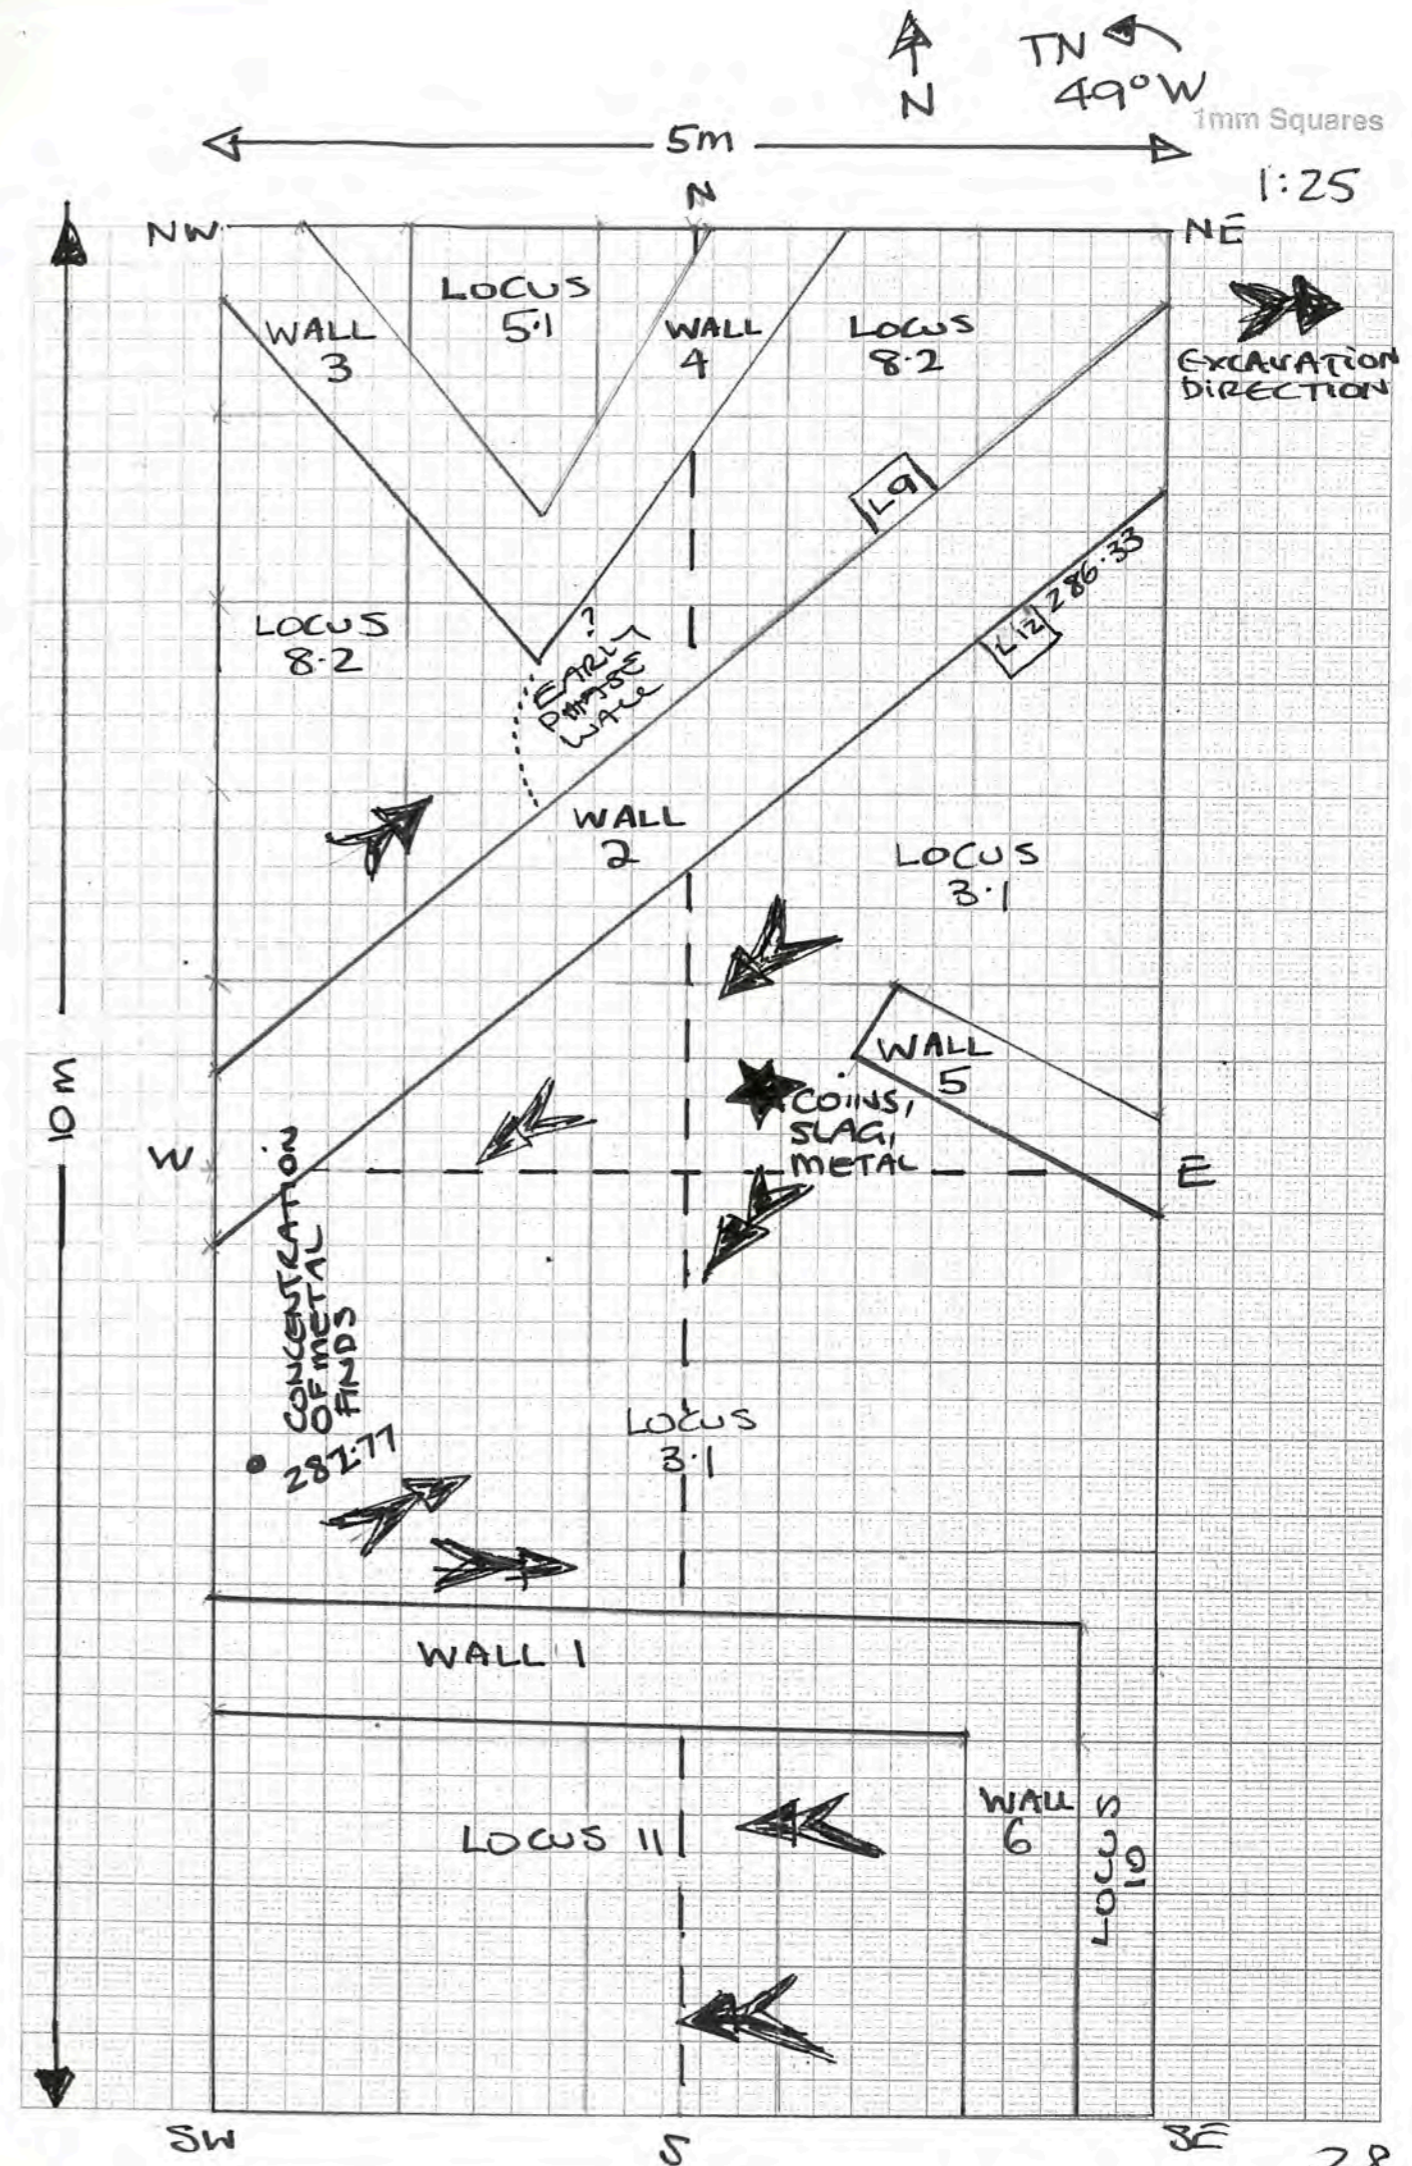 N
TN
49°W
1mm Squares
1:25
5m
N
NW
NE
LOCUS
5.1
WALL
3
WALL
4
LOCUS
8.2
EXCAVATION
DIRECTION
L9
286.33
L12
LOCUS
8.2
?
EARLY
PHASE
WALL
WALL
2
LOCUS
3.1
10m
WALL
5
COINS,
SLAG,
METAL
W
E
CONCENTRATION
OF METAL
FINDS
287.77
LOCUS
3.1
WALL 1
LOCUS 11
WALL
6
LOCUS
10
SW
S
SE
28